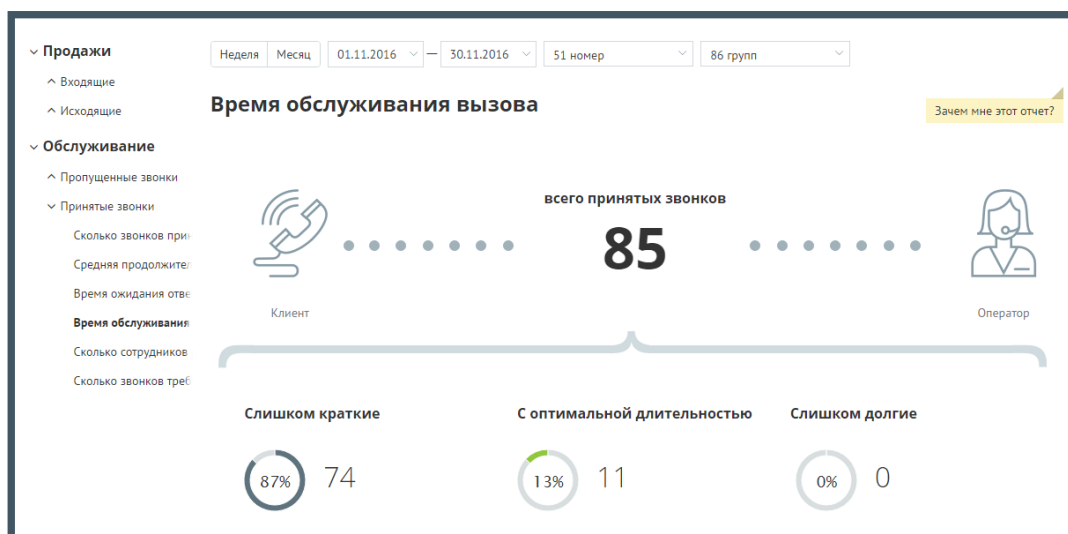 Продажи
Входящие
Исходящие
Обслуживание
Пропущенные звонки
Принятые звонки
Сколько звонков при
Средняя продолжител
Время ожидания отве
Время обслуживания
Сколько сотрудников
Сколько звонков треб
Неделя Месяц 01.11.2016 — 30.11.2016 51 номер 86 групп
Время обслуживания вызова
Зачем мне этот отчет?
всего принятых звонков
85
Клиент
Оператор
Слишком краткие
87% 74
С оптимальной длительностью
13% 11
Слишком долгие
0% 0